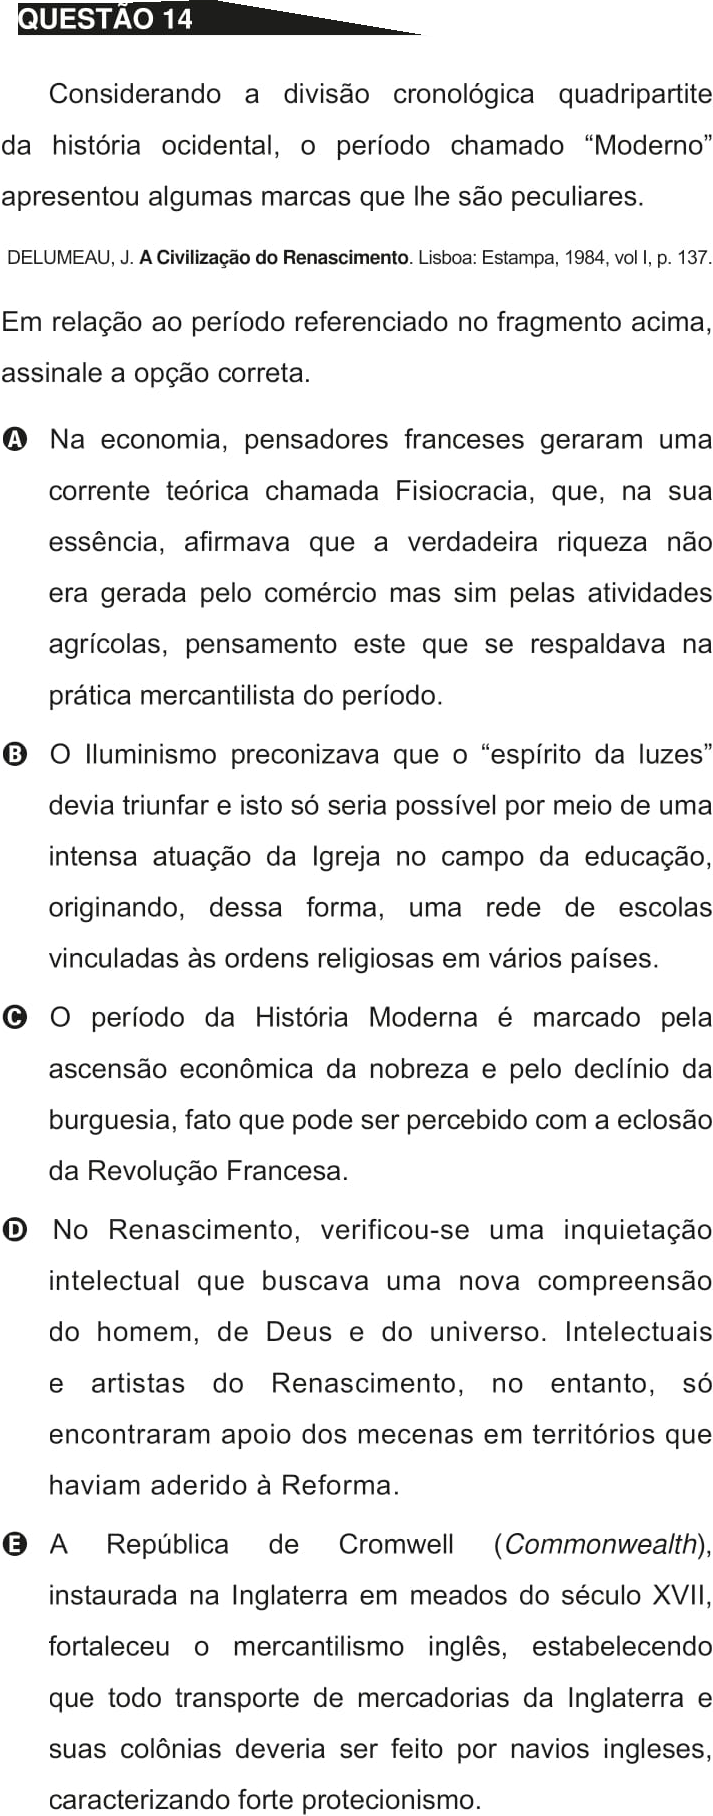 QUESTÃO 14
Considerando a divisão cronológica quadripartite
da história ocidental, o período chamado “Moderno”
apresentou algumas marcas que lhe são peculiares.
DELUMEAU, J. A Civilização do Renascimento. Lisboa: Estampa, 1984, vol I, p. 137.
Em relação ao período referenciado no fragmento acima,
assinale a opção correta.
A Na economia, pensadores franceses geraram uma
corrente teórica chamada Fisiocracia, que, na sua
essência, afirmava que a verdadeira riqueza não
era gerada pelo comércio mas sim pelas atividades
agrícolas, pensamento este que se respaldava na
prática mercantilista do período.
B O Iluminismo preconizava que o “espírito da luzes”
devia triunfar e isto só seria possível por meio de uma
intensa atuação da Igreja no campo da educação,
originando, dessa forma, uma rede de escolas
vinculadas às ordens religiosas em vários países.
C O período da História Moderna é marcado pela
ascensão econômica da nobreza e pelo declínio da
burguesia, fato que pode ser percebido com a eclosão
da Revolução Francesa.
D No Renascimento, verificou-se uma inquietação
intelectual que buscava uma nova compreensão
do homem, de Deus e do universo. Intelectuais
e artistas do Renascimento, no entanto, só
encontraram apoio dos mecenas em territórios que
haviam aderido à Reforma.
E A República de Cromwell (Commonwealth),
instaurada na Inglaterra em meados do século XVII,
fortaleceu o mercantilismo inglês, estabelecendo
que todo transporte de mercadorias da Inglaterra e
suas colônias deveria ser feito por navios ingleses,
caracterizando forte protecionismo.